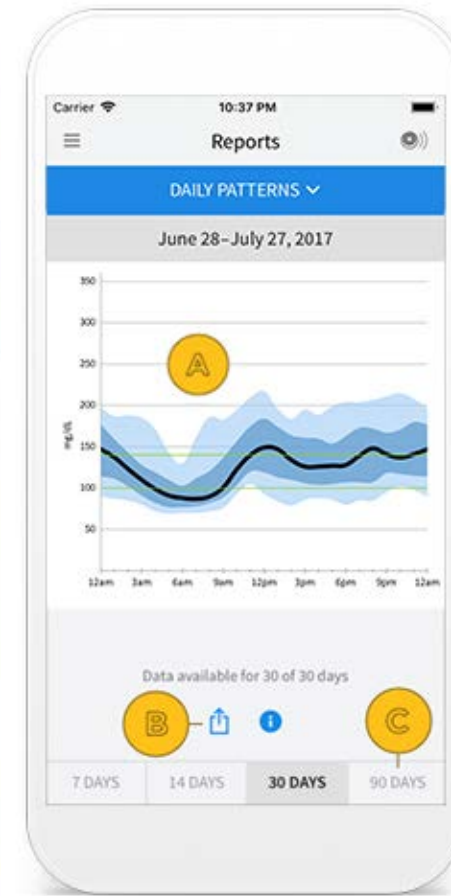 Carrier 10:37 PM
Reports
DAILY PATTERNS
June 28–July 27, 2017
350
300
250
200
150
100
50
mg/dL
A
12am 3am 6am 9am 12pm 3pm 6pm 9pm 12am
Data available for 30 of 30 days
B
C
7 DAYS 14 DAYS 30 DAYS 90 DAYS